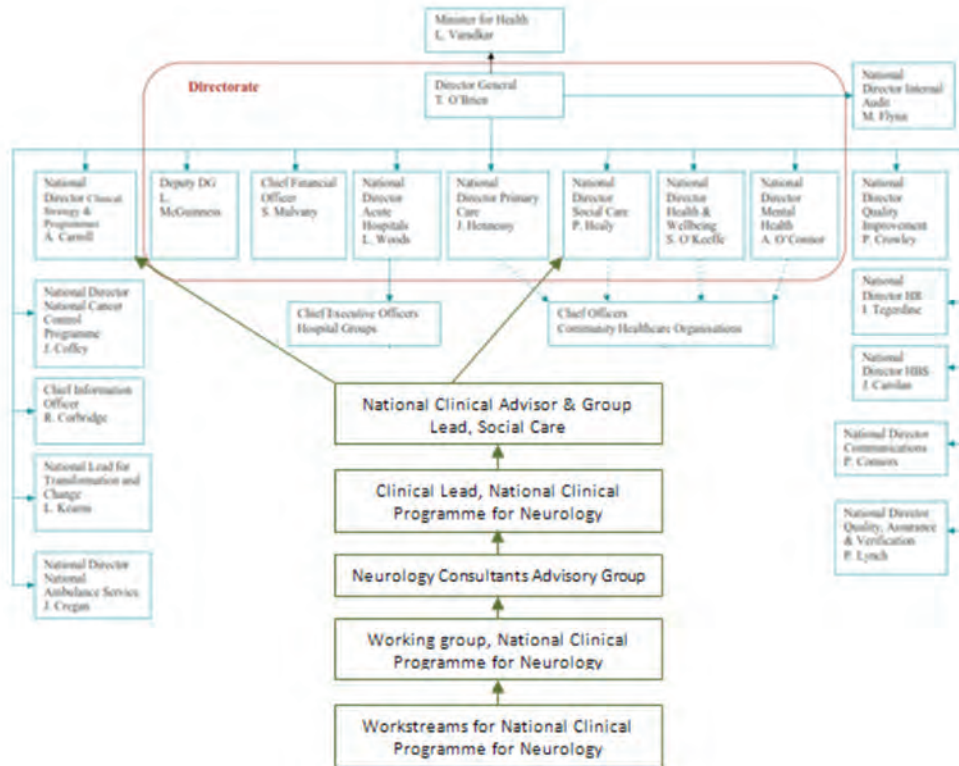 Minister for Health
L. Varadkar
Directorate
Director General
T. O'Brien
National
Director Internal
Audit
M. Flynn
National
Director Clinical
Strategy &
Programmes
A. Carroll
Deputy DG
L.
McGuinness
Chief Financial
Officer
S. Mulvany
National
Director
Acute
Hospitals
L. Woods
National
Director Primary
Care
J. Hennessy
National
Director
Social Care
P. Healy
National
Director
Health &
Wellbeing
S. O'Keeffe
National
Director
Mental
Health
A. O'Connor
National
Director
Quality
Improvement
P. Crowley
National Director
National Cancer
Control
Programme
J. Coffey
Chief Executive Officers
Hospital Groups
Chief Officers
Community Healthcare Organisations
National
Director HR
I. Tegerdine
National
Director HBS
J. Carolan
Chief Information
Officer
R. Corbridge
National Clinical Advisor & Group
Lead, Social Care
National Director
Communications
P. Connors
National Lead for
Transformation and
Change
L. Kearns
Clinical Lead, National Clinical
Programme for Neurology
National Director
Quality, Assurance
& Verification
P. Lynch
National Director
National
Ambulance Service
J. Cregan
Neurology Consultants Advisory Group
Working group, National Clinical
Programme for Neurology
Workstreams for National Clinical
Programme for Neurology